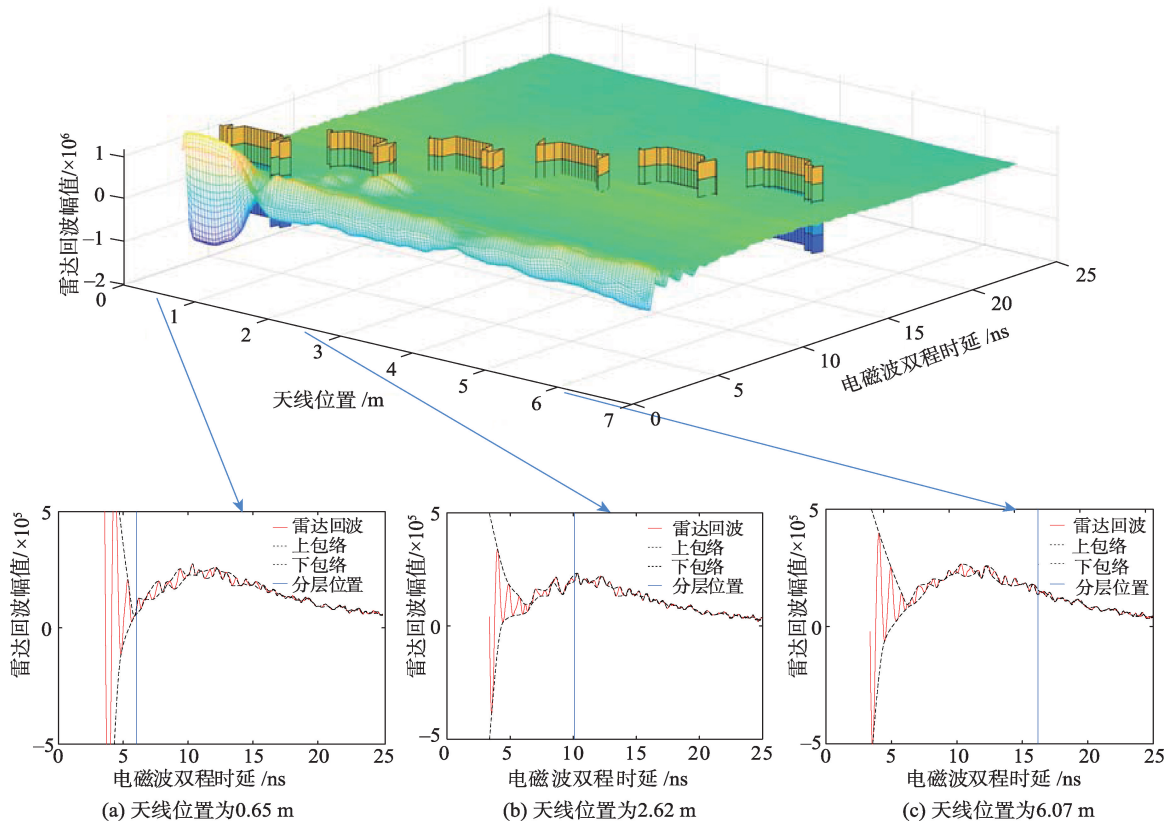 雷达回波幅值/×10⁶
1
0
−1
−2
0
1
2
3
4
5
6
7
天线位置 /m
0
5
10
15
20
25
电磁波双程时延 /ns
雷达回波幅值/×10⁵
5
0
−5
雷达回波
上包络
下包络
分层位置
0
5
10
15
20
25
电磁波双程时延 /ns
(a) 天线位置为0.65 m
雷达回波幅值/×10⁵
5
0
−5
雷达回波
上包络
下包络
分层位置
0
5
10
15
20
25
电磁波双程时延 /ns
(b) 天线位置为2.62 m
雷达回波幅值/×10⁵
5
0
−5
雷达回波
上包络
下包络
分层位置
0
5
10
15
20
25
电磁波双程时延 /ns
(c) 天线位置为6.07 m